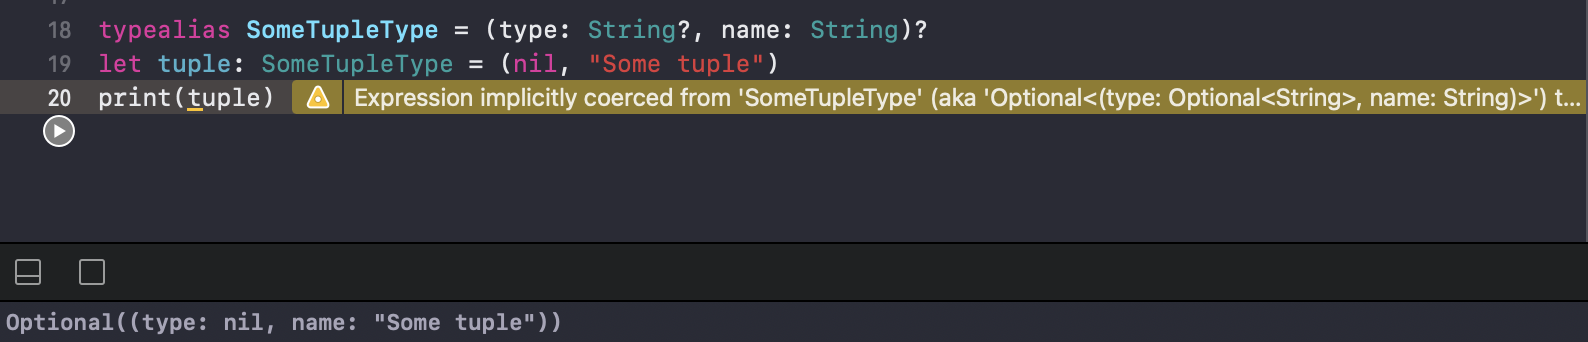 18 typealias SomeTupleType = (type: String?, name: String)?
19 let tuple: SomeTupleType = (nil, "Some tuple")
20 print(tuple) Expression implicitly coerced from 'SomeTupleType' (aka 'Optional<(type: Optional<String>, name: String)>') t...
Optional((type: nil, name: "Some tuple"))